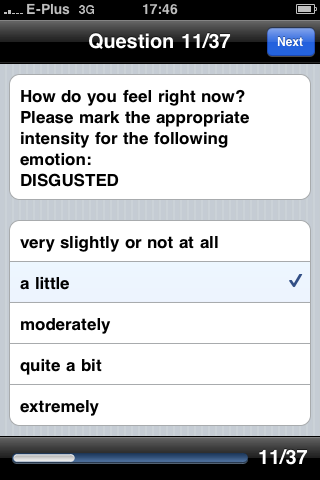 E-Plus 3G 17:46
Question 11/37 Next
How do you feel right now?
Please mark the appropriate
intensity for the following
emotion:
DISGUSTED
very slightly or not at all
a little
moderately
quite a bit
extremely
11/37